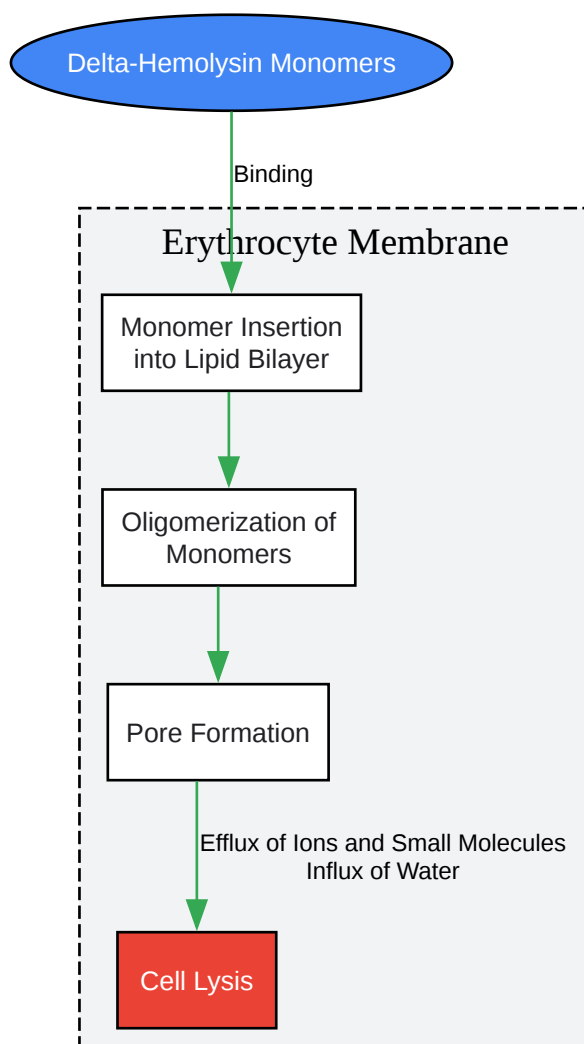 Delta-Hemolysin Monomers
Binding
Erythrocyte Membrane
Monomer Insertion
into Lipid Bilayer
Oligomerization of
Monomers
Pore Formation
Efflux of Ions and Small Molecules
Influx of Water
Cell Lysis